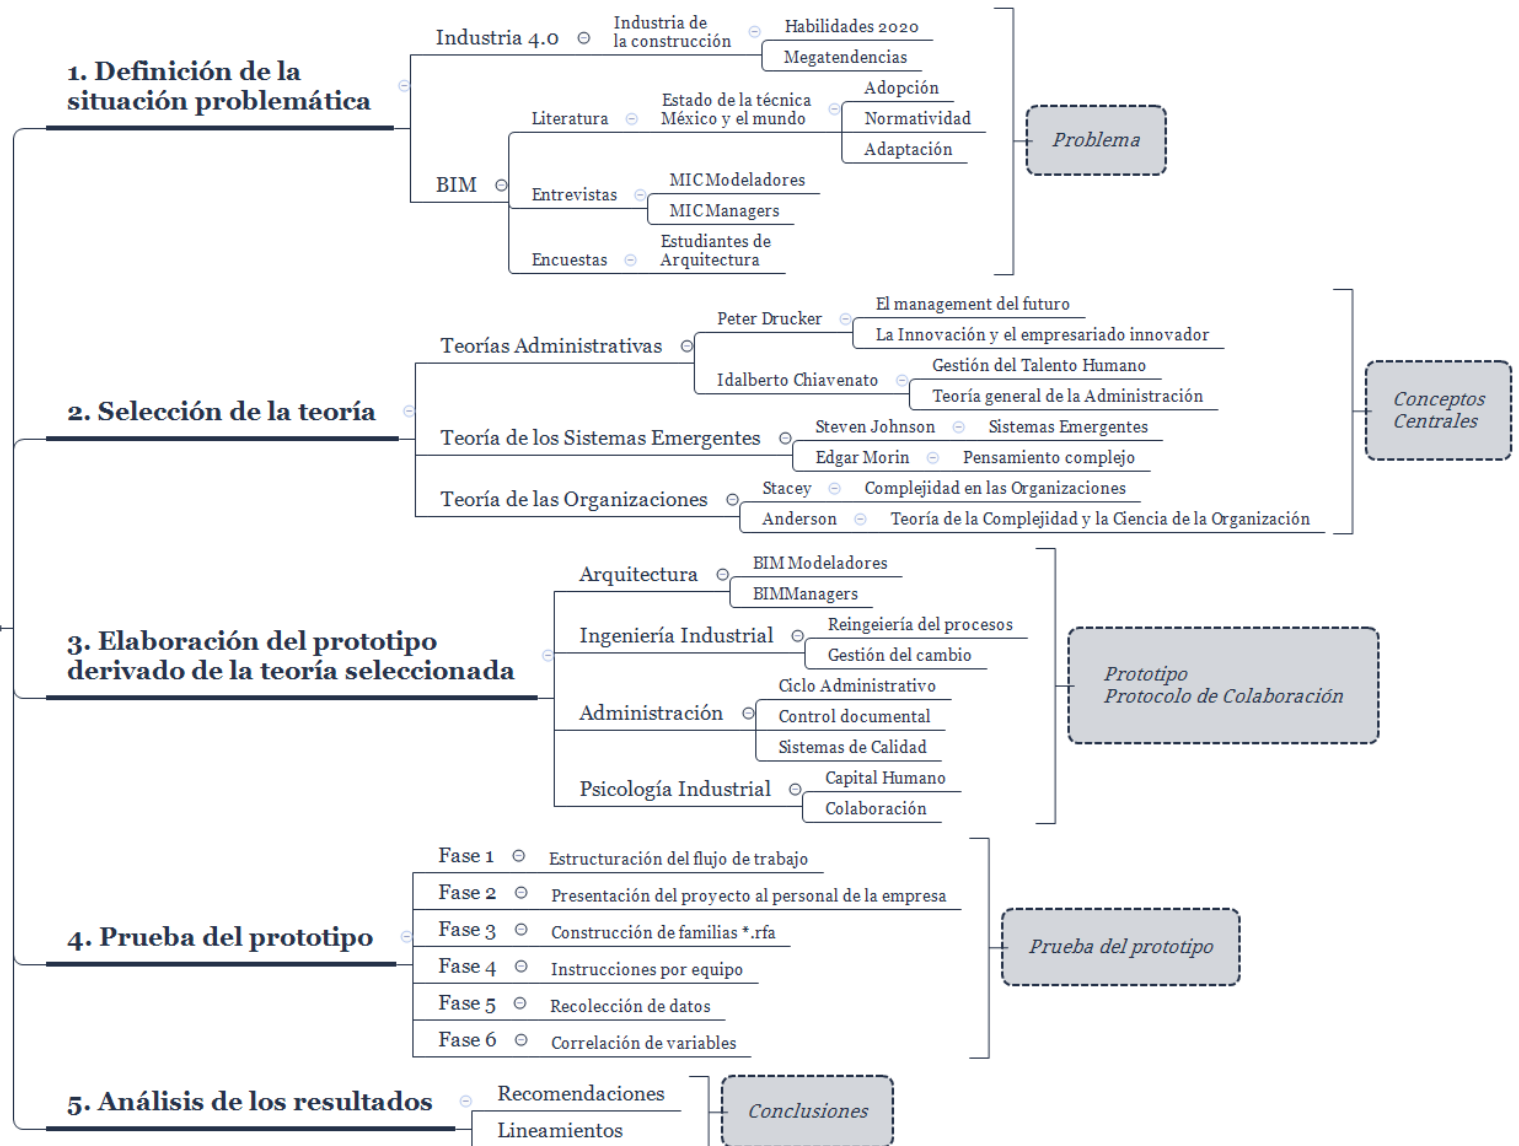 1. Definición de la
situación problemática
Industria 4.0
Industria de
la construcción
Habilidades 2020
Megatendencias
BIM
Literatura
Estado de la técnica
México y el mundo
Adopción
Normatividad
Adaptación
Entrevistas
MIC Modeladores
MIC Managers
Encuestas
Estudiantes de
Arquitectura
Problema
2. Selección de la teoría
Teorías Administrativas
Peter Drucker
El management del futuro
La Innovación y el empresariado innovador
Idalberto Chiavenato
Gestión del Talento Humano
Teoría general de la Administración
Teoría de los Sistemas Emergentes
Steven Johnson
Sistemas Emergentes
Edgar Morin
Pensamiento complejo
Teoría de las Organizaciones
Stacey
Complejidad en las Organizaciones
Anderson
Teoría de la Complejidad y la Ciencia de la Organización
Conceptos
Centrales
3. Elaboración del prototipo
derivado de la teoría seleccionada
Arquitectura
BIM Modeladores
BIMManagers
Ingeniería Industrial
Reingeiería del procesos
Gestión del cambio
Administración
Ciclo Administrativo
Control documental
Sistemas de Calidad
Psicología Industrial
Capital Humano
Colaboración
Prototipo
Protocolo de Colaboración
4. Prueba del prototipo
Fase 1
Estructuración del flujo de trabajo
Fase 2
Presentación del proyecto al personal de la empresa
Fase 3
Construcción de familias *.rfa
Fase 4
Instrucciones por equipo
Fase 5
Recolección de datos
Fase 6
Correlación de variables
Prueba del prototipo
5. Análisis de los resultados
Recomendaciones
Lineamientos
Conclusiones